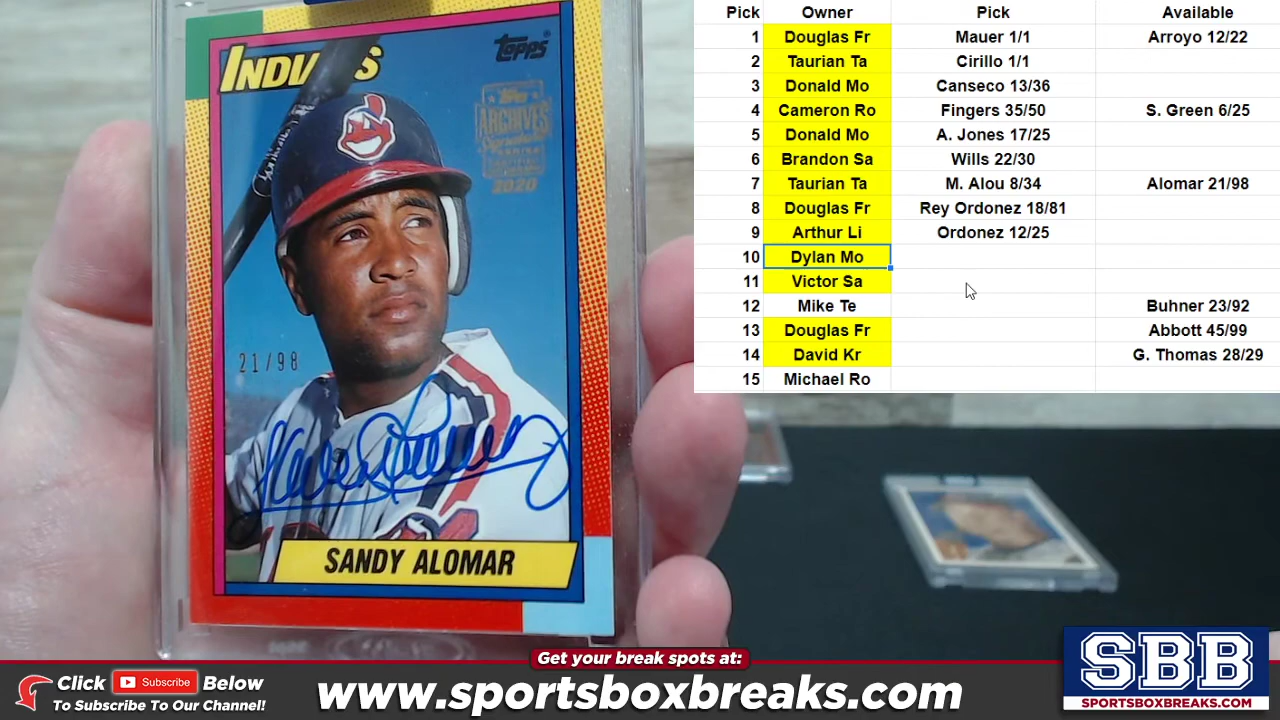 INDIANS
topps
Topps
ARCHIVES
Signature
SERIES
2020
21/98
SANDY ALOMAR
Pick Owner Pick Available
1 Douglas Fr Mauer 1/1 Arroyo 12/22
2 Taurian Ta Cirillo 1/1
3 Donald Mo Canseco 13/36
4 Cameron Ro Fingers 35/50 S. Green 6/25
5 Donald Mo A. Jones 17/25
6 Brandon Sa Wills 22/30
7 Taurian Ta M. Alou 8/34 Alomar 21/98
8 Douglas Fr Rey Ordonez 18/81
9 Arthur Li Ordonez 12/25
10 Dylan Mo
11 Victor Sa
12 Mike Te Buhner 23/92
13 Douglas Fr Abbott 45/99
14 David Kr G. Thomas 28/29
15 Michael Ro
Get your break spots at:
Click Subscribe Below
To Subscribe To Our Channel!
www.sportsboxbreaks.com
SBB
SPORTSBOXBREAKS.COM